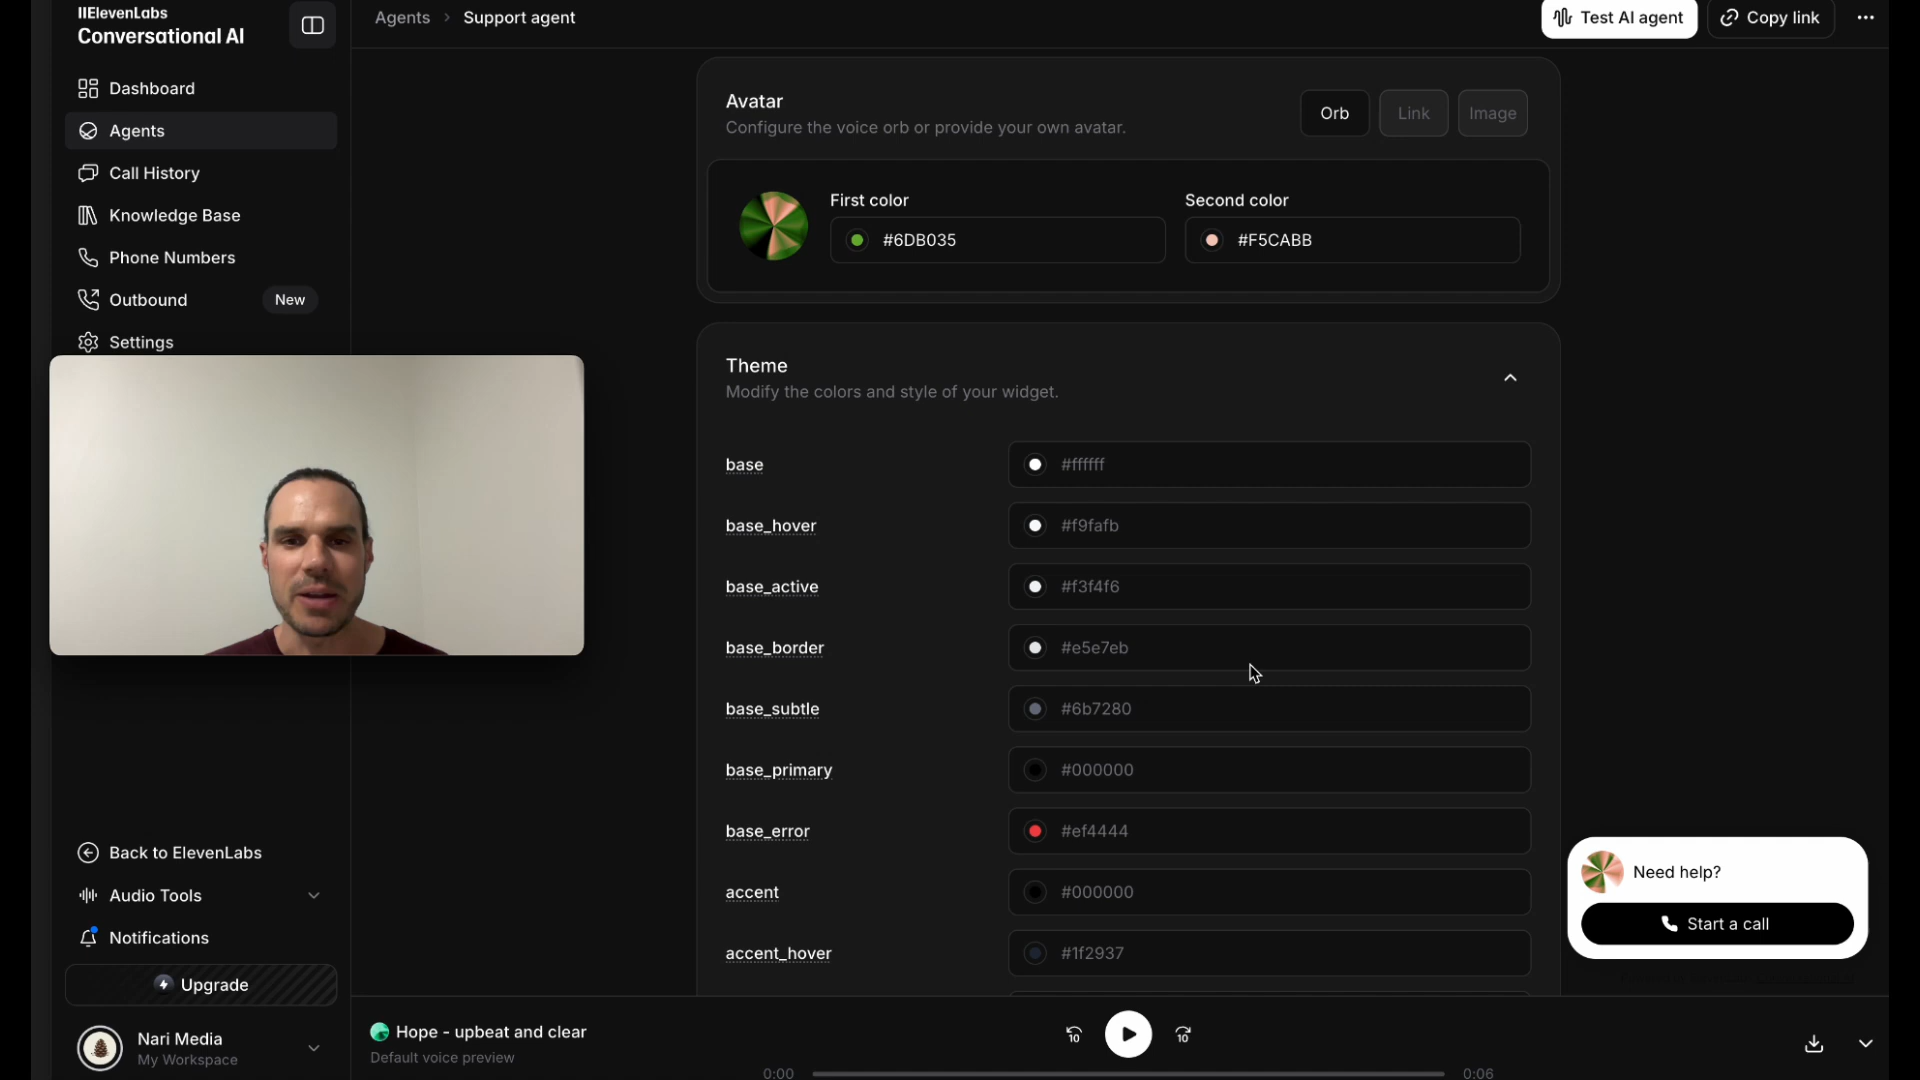 IIElevenLabs
Conversational AI
Dashboard
Agents
Call History
Knowledge Base
Phone Numbers
Outbound
New
Settings
Back to ElevenLabs
Audio Tools
Notifications
Upgrade
Nari Media
My Workspace
Agents › Support agent
Test AI agent
Copy link
Avatar
Configure the voice orb or provide your own avatar.
Orb
Link
Image
First color
#6DB035
Second color
#F5CABB
Theme
Modify the colors and style of your widget.
base
#ffffff
base_hover
#f9fafb
base_active
#f3f4f6
base_border
#e5e7eb
base_subtle
#6b7280
base_primary
#000000
base_error
#ef4444
accent
#000000
accent_hover
#1f2937
Need help?
Start a call
Hope - upbeat and clear
Default voice preview
10
10
0:00
0:06